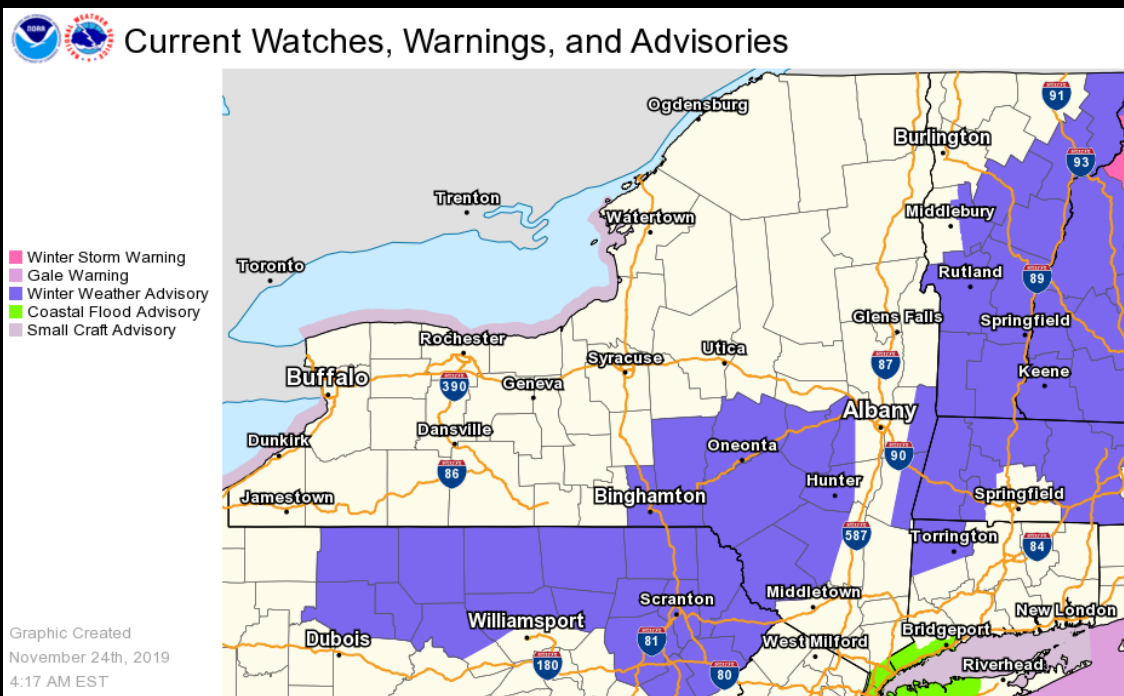 NOAA
Current Watches, Warnings, and Advisories
Winter Storm Warning
Gale Warning
Winter Weather Advisory
Coastal Flood Advisory
Small Craft Advisory
Graphic Created
November 24th, 2019
4:17 AM EST
Ogdensburg
91
Burlington
93
Trenton
Watertown
Middlebury
Toronto
Rutland
89
Glens Falls
Springfield
Rochester
Syracuse
Utica
87
Keene
Buffalo
390
Geneva
Albany
Dunkirk
Dansville
Oneonta
90
86
Hunter
Jamestown
Binghamton
Springfield
587
Torrington
84
Middletown
Scranton
Williamsport
New London
Dubois
81
West Milford
Bridgeport
180
80
Riverhead